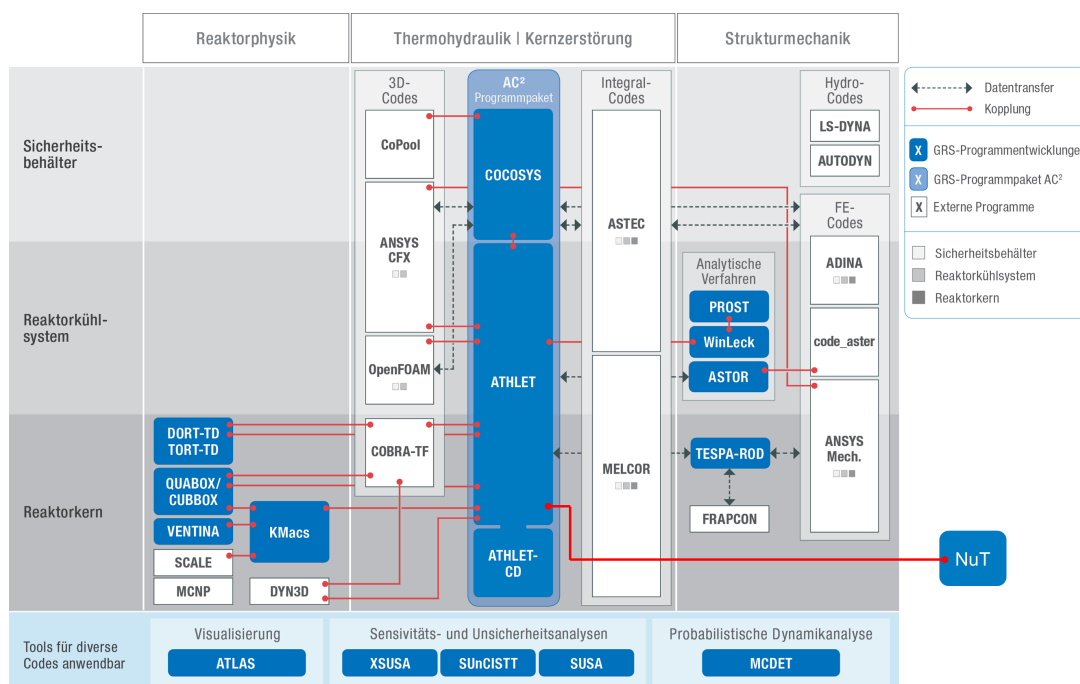 Reaktorphysik
Thermohydraulik | Kernzerstörung
Strukturmechanik
Sicherheits-
behälter
Reaktorkühl-
system
Reaktorkern
3D-
Codes
CoPool
ANSYS
CFX
OpenFOAM
COBRA-TF
AC²
Programmpaket
COCOSYS
ATHLET
ATHLET-
CD
Integral-
Codes
ASTEC
MELCOR
Hydro-
Codes
LS-DYNA
AUTODYN
FE-
Codes
ADINA
code_aster
ANSYS
Mech.
Analytische
Verfahren
PROST
WinLeck
ASTOR
TESPA-ROD
FRAPCON
DORT-TD
TORT-TD
QUABOX/
CUBBOX
VENTINA
KMacs
SCALE
MCNP
DYN3D
NuT
Datentransfer
Kopplung
X GRS-Programmentwicklunge
X GRS-Programmpaket AC²
X Externe Programme
Sicherheitsbehälter
Reaktorkühlsystem
Reaktorkern
Tools für diverse
Codes anwendbar
Visualisierung
ATLAS
Sensivitäts- und Unsicherheitsanalysen
XSUSA
SUnCISTT
SUSA
Probabilistische Dynamikanalyse
MCDET